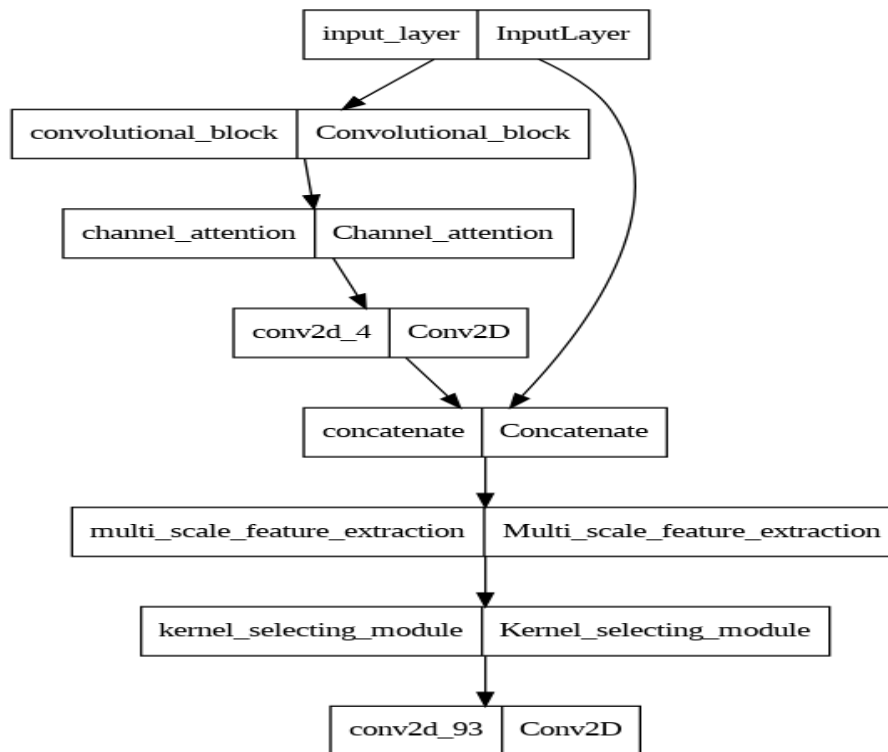 input_layer InputLayer
convolutional_block Convolutional_block
channel_attention Channel_attention
conv2d_4 Conv2D
concatenate Concatenate
multi_scale_feature_extraction Multi_scale_feature_extraction
kernel_selecting_module Kernel_selecting_module
conv2d_93 Conv2D